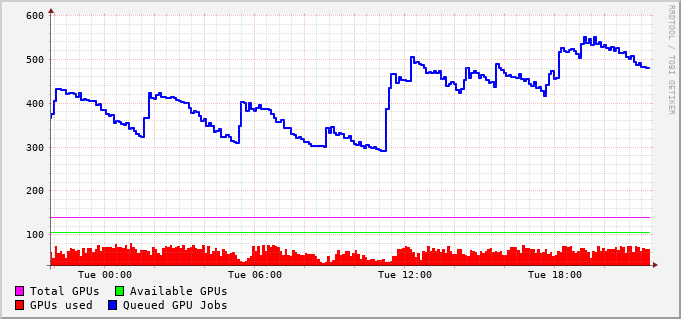 600
500
400
300
200
100
Tue 00:00 Tue 06:00 Tue 12:00 Tue 18:00
Total GPUs Available GPUs
GPUs used Queued GPU Jobs
RRDTOOL / TOBI OETIKER